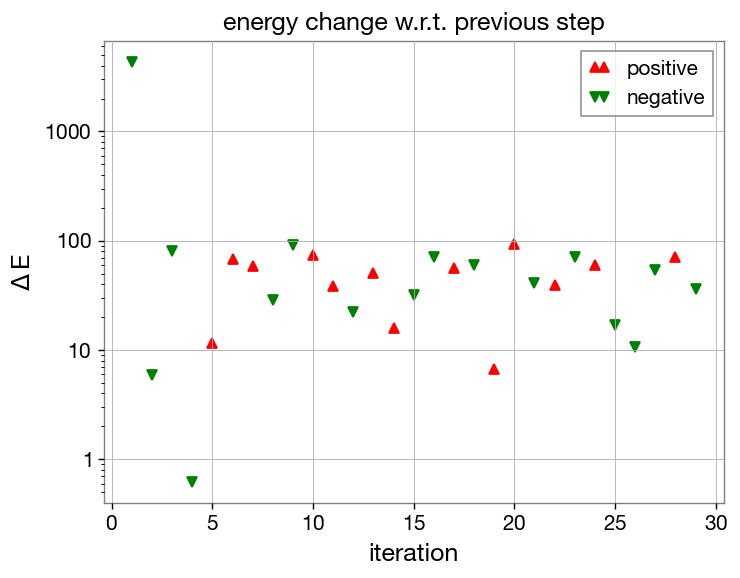 energy change w.r.t. previous step
positive
negative
1000
100
10
1
Δ E
0 5 10 15 20 25 30
iteration